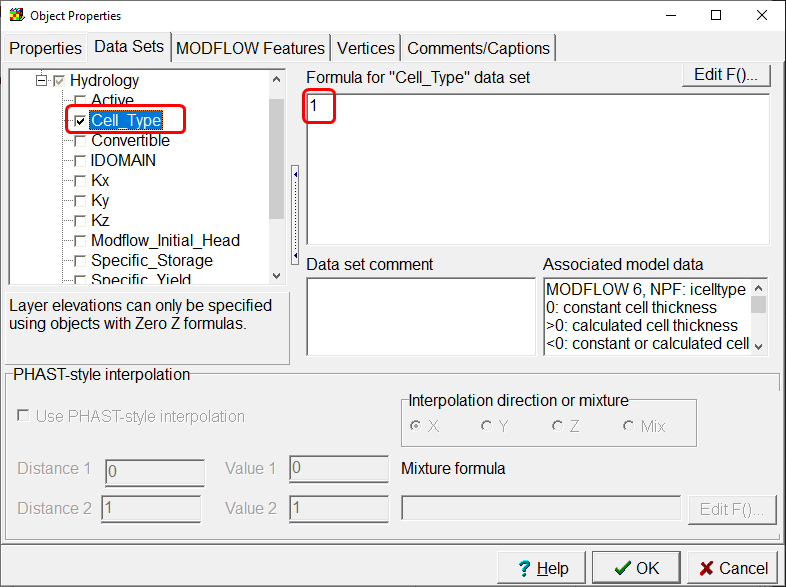 Object Properties
Properties Data Sets MODFLOW Features Vertices Comments/Captions
Hydrology
Active
Cell_Type
Convertible
IDOMAIN
Kx
Ky
Kz
Modflow_Initial_Head
Specific_Storage
Specific_Yield
Layer elevations can only be specified
using objects with Zero Z formulas.
Formula for "Cell_Type" data set
Edit F()...
1
Data set comment
Associated model data
MODFLOW 6, NPF: icelltype
0: constant cell thickness
>0: calculated cell thickness
<0: constant or calculated cell
PHAST-style interpolation
Use PHAST-style interpolation
Interpolation direction or mixture
X Y Z Mix
Distance 1 0 Value 1 0
Mixture formula
Distance 2 1 Value 2 1
Edit F()...
? Help
OK
Cancel